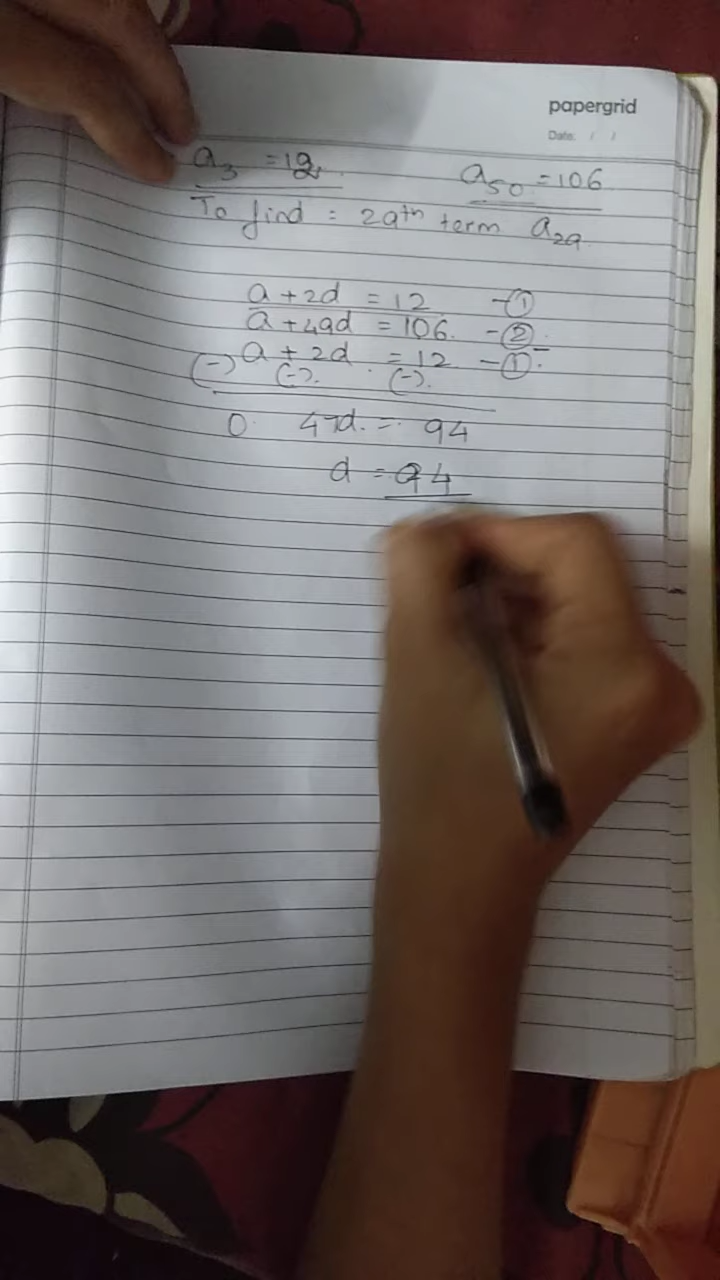 papergrid
Date: / /
a₃ = 12 a₅₀ = 106
To find = 29th term a₂₉
a + 2d = 12 - ①
a + 49d = 106. - ②
(-) a + 2d = 12 - ①
(-). (-).
0. 47d. = 94
d = 94